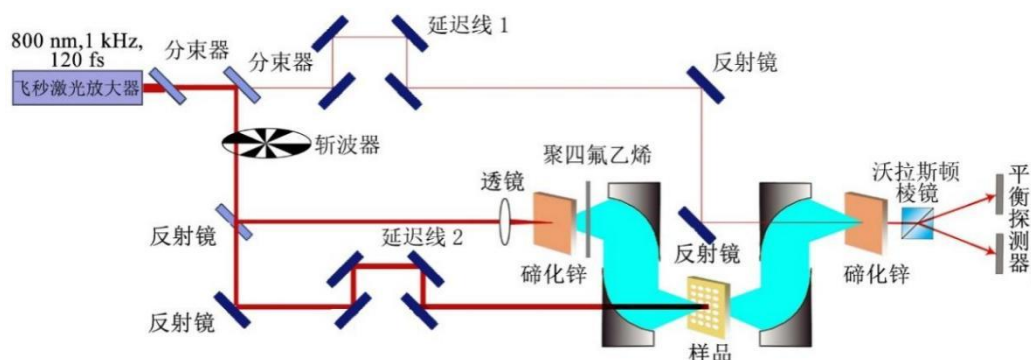 800 nm,1 kHz,
120 fs
飞秒激光放大器
分束器
分束器
延迟线 1
反射镜
斩波器
聚四氟乙烯
透镜
沃拉斯顿
棱镜
平衡探测器
反射镜
延迟线 2
碲化锌
反射镜
碲化锌
反射镜
样品